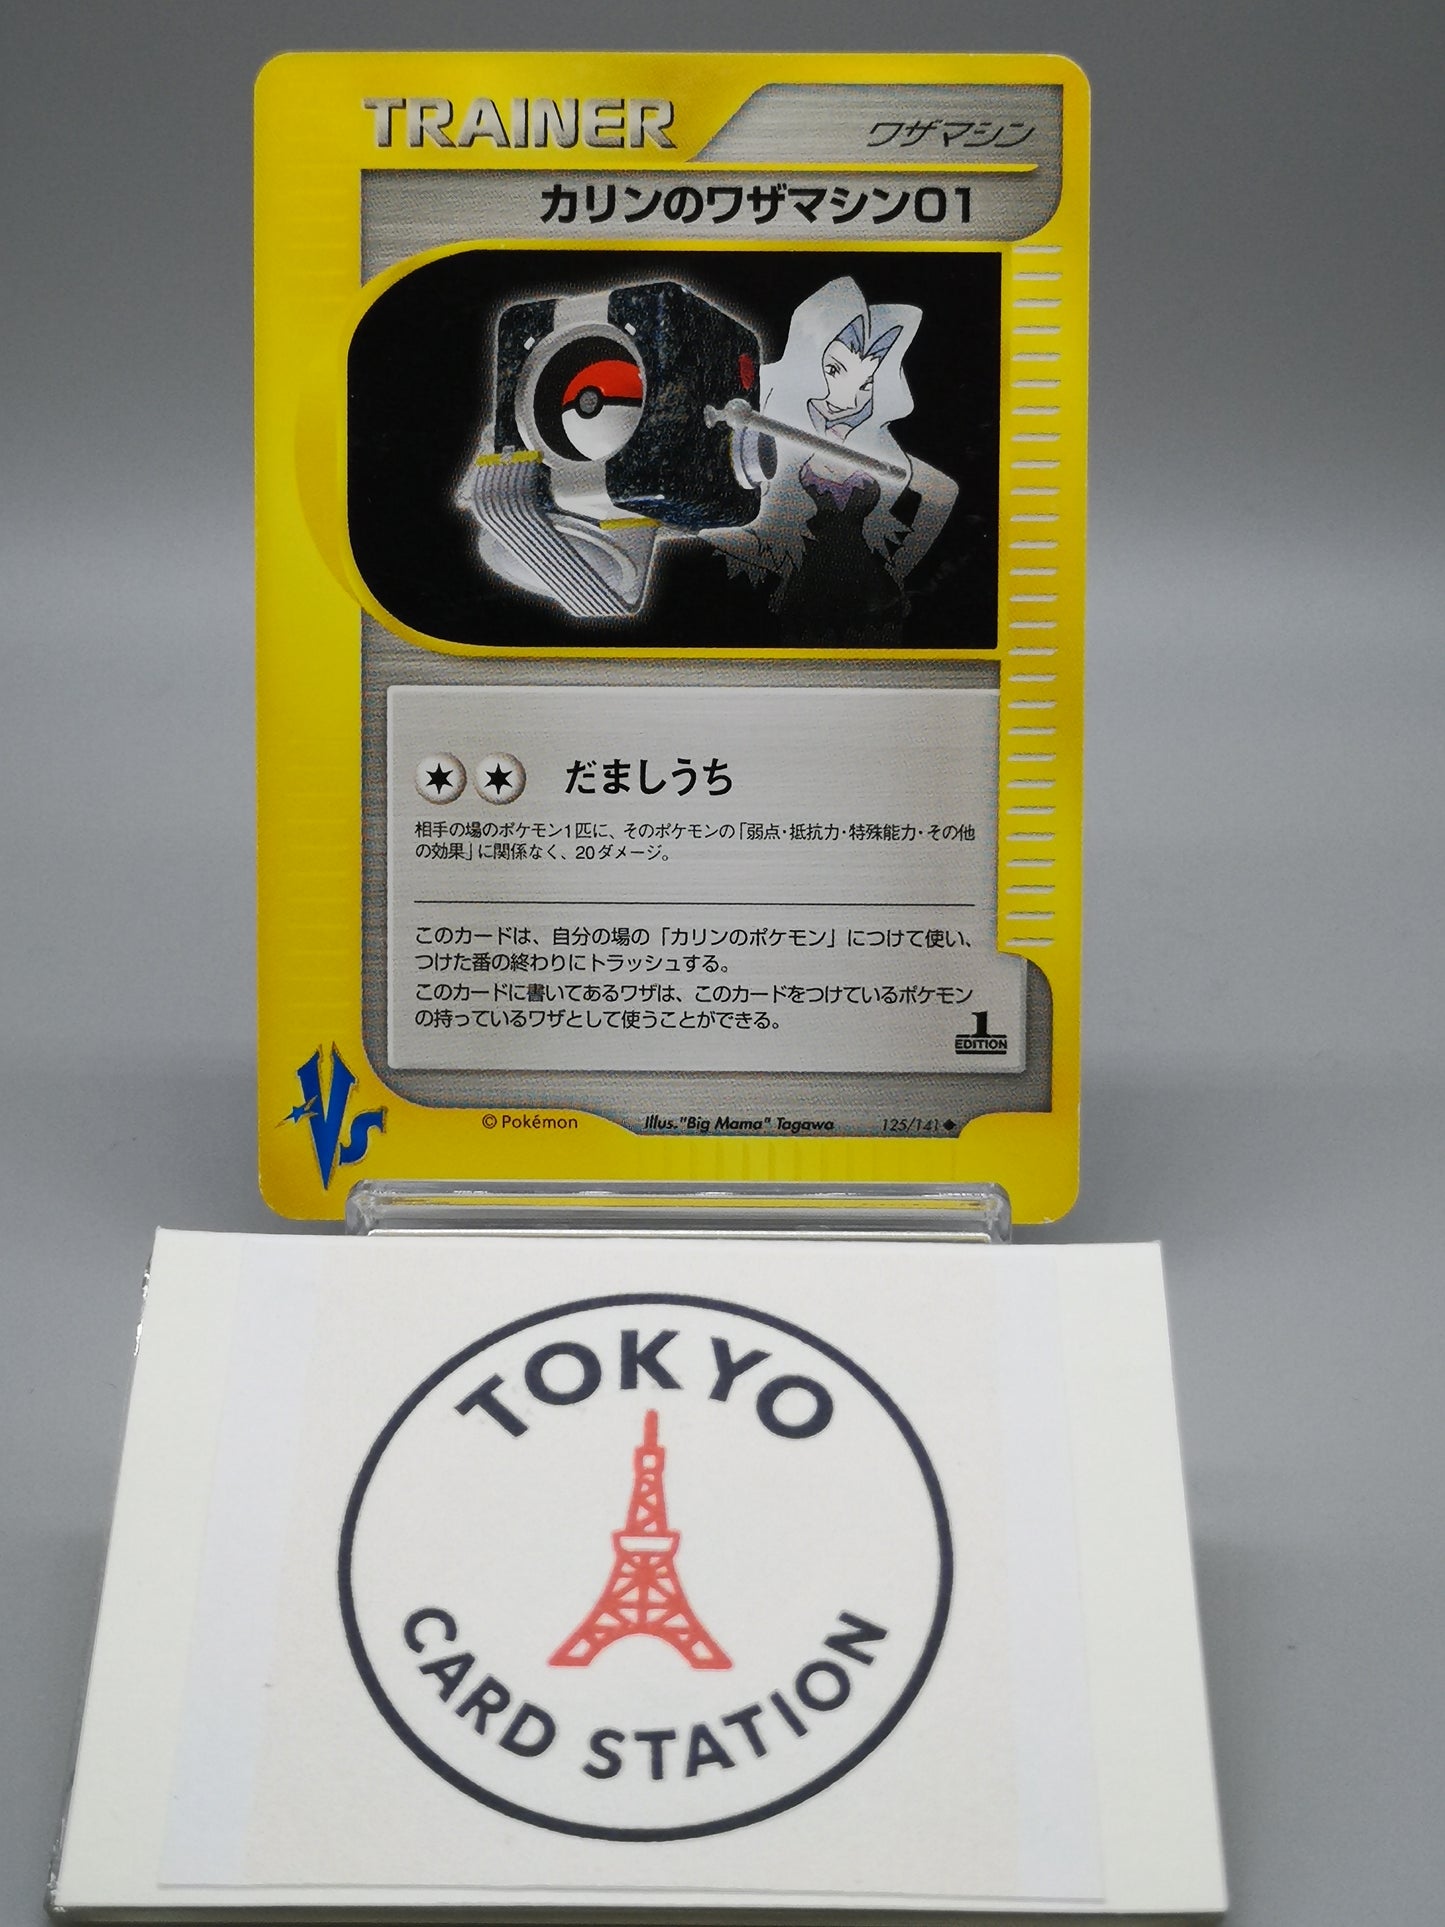 TRAINER
ワザマシン
カリンのワザマシン01
だましうち
相手の場のポケモン1匹に、そのポケモンの「弱点・抵抗力・特殊能力・その他
の効果」に関係なく、20ダメージ。
このカードは、自分の場の「カリンのポケモン」につけて使い、
つけた番の終わりにトラッシュする。
このカードに書いてあるワザは、このカードをつけているポケモン
の持っているワザとして使うことができる。
1
EDITION
VS
© Pokémon
Illus."Big Mama" Tagawa
125/141◆
TOKYO
CARD STATION